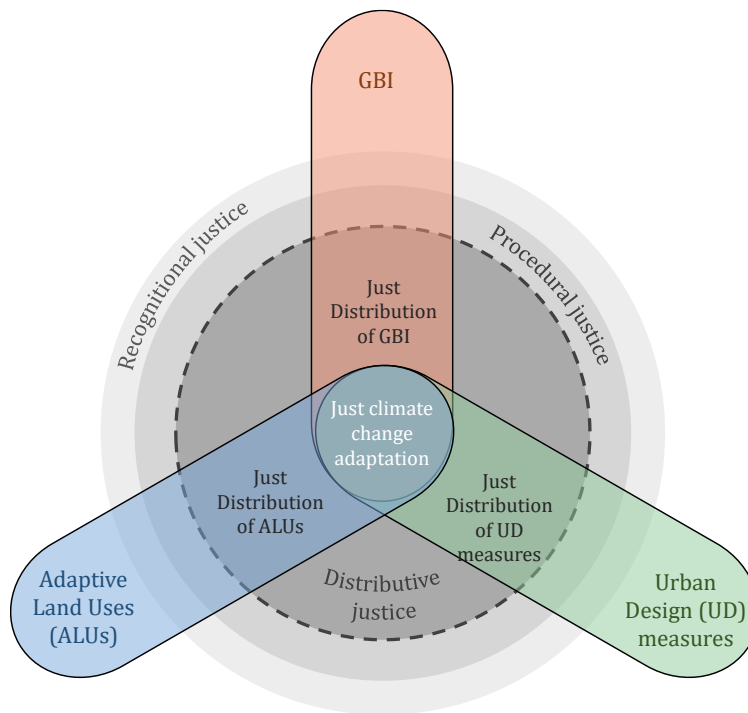 GBI
Recognitional justice
Procedural justice
Just
Distribution
of GBI
Just climate
change
adaptation
Just
Distribution
of ALUs
Just
Distribution
of UD
measures
Distributive
justice
Adaptive
Land Uses
(ALUs)
Urban
Design (UD)
measures